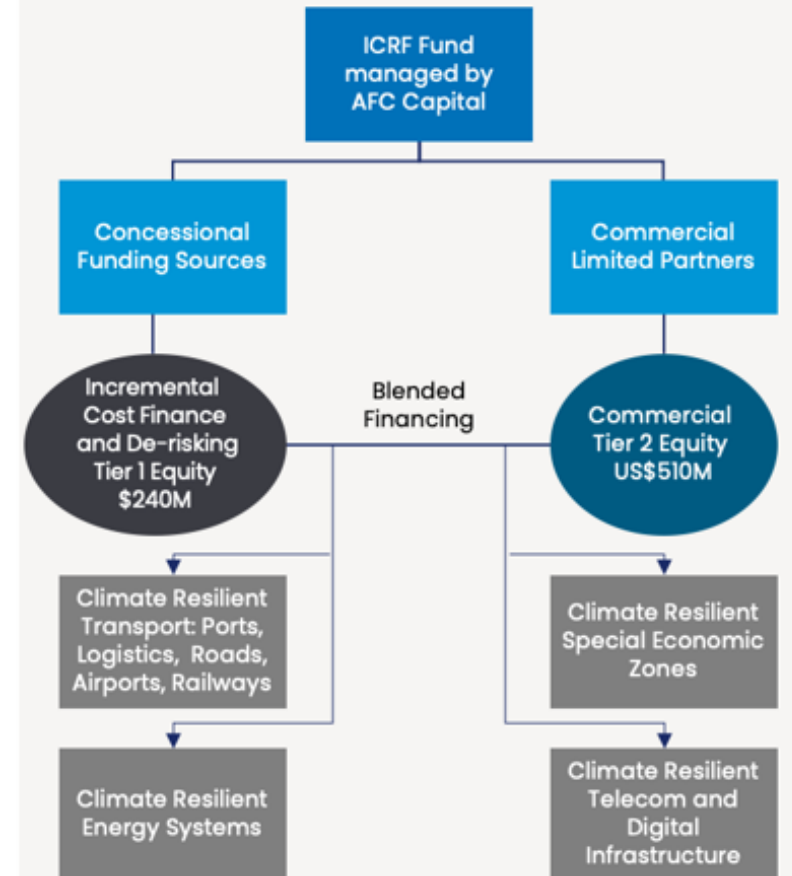 ICRF Fund
managed by
AFC Capital
Concessional
Funding Sources
Commercial
Limited Partners
Incremental
Cost Finance
and De-risking
Tier 1 Equity
$240M
Blended
Financing
Commercial
Tier 2 Equity
US$510M
Climate Resilient
Transport: Ports,
Logistics, Roads,
Airports, Railways
Climate Resilient
Special Economic
Zones
Climate Resilient
Energy Systems
Climate Resilient
Telecom and
Digital
Infrastructure